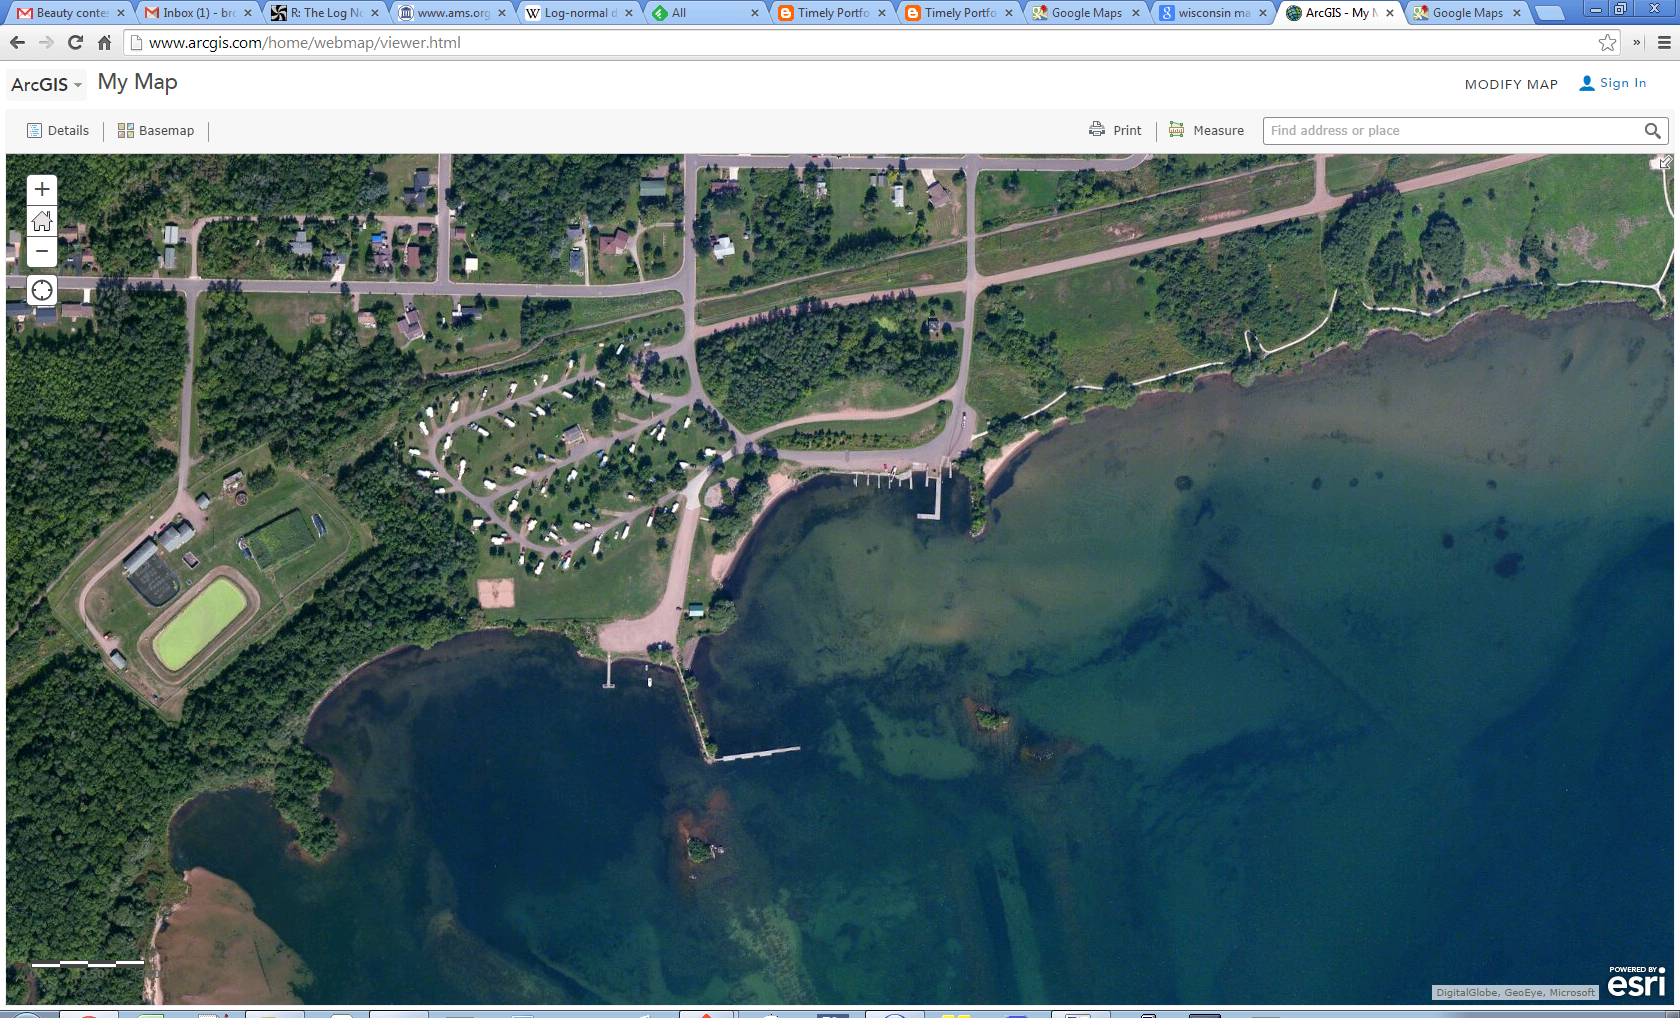 Beauty contes
Inbox (1) - bro
R: The Log No
www.ams.org
Log-normal d
All
Timely Portfo
Timely Portfo
Google Maps
wisconsin ma
ArcGIS - My M
Google Maps
www.arcgis.com/home/webmap/viewer.html
ArcGIS
My Map
MODIFY MAP
Sign In
Details
Basemap
Print
Measure
Find address or place
POWERED BY
esri
DigitalGlobe, GeoEye, Microsoft